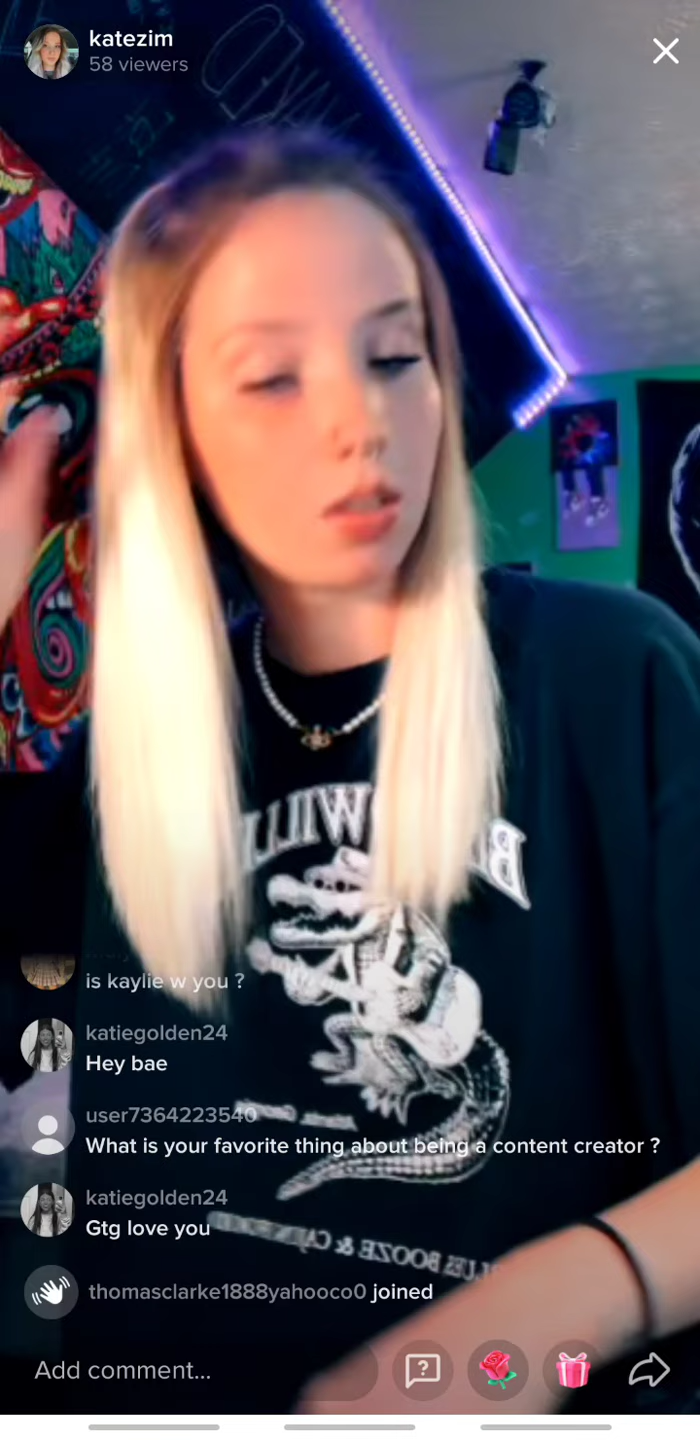 katezim
58 viewers
is kaylie w you ?
katiegolden24
Hey bae
user7364223540
What is your favorite thing about being a content creator ?
katiegolden24
Gtg love you
thomasclarke1888yahooco0 joined
Add comment...